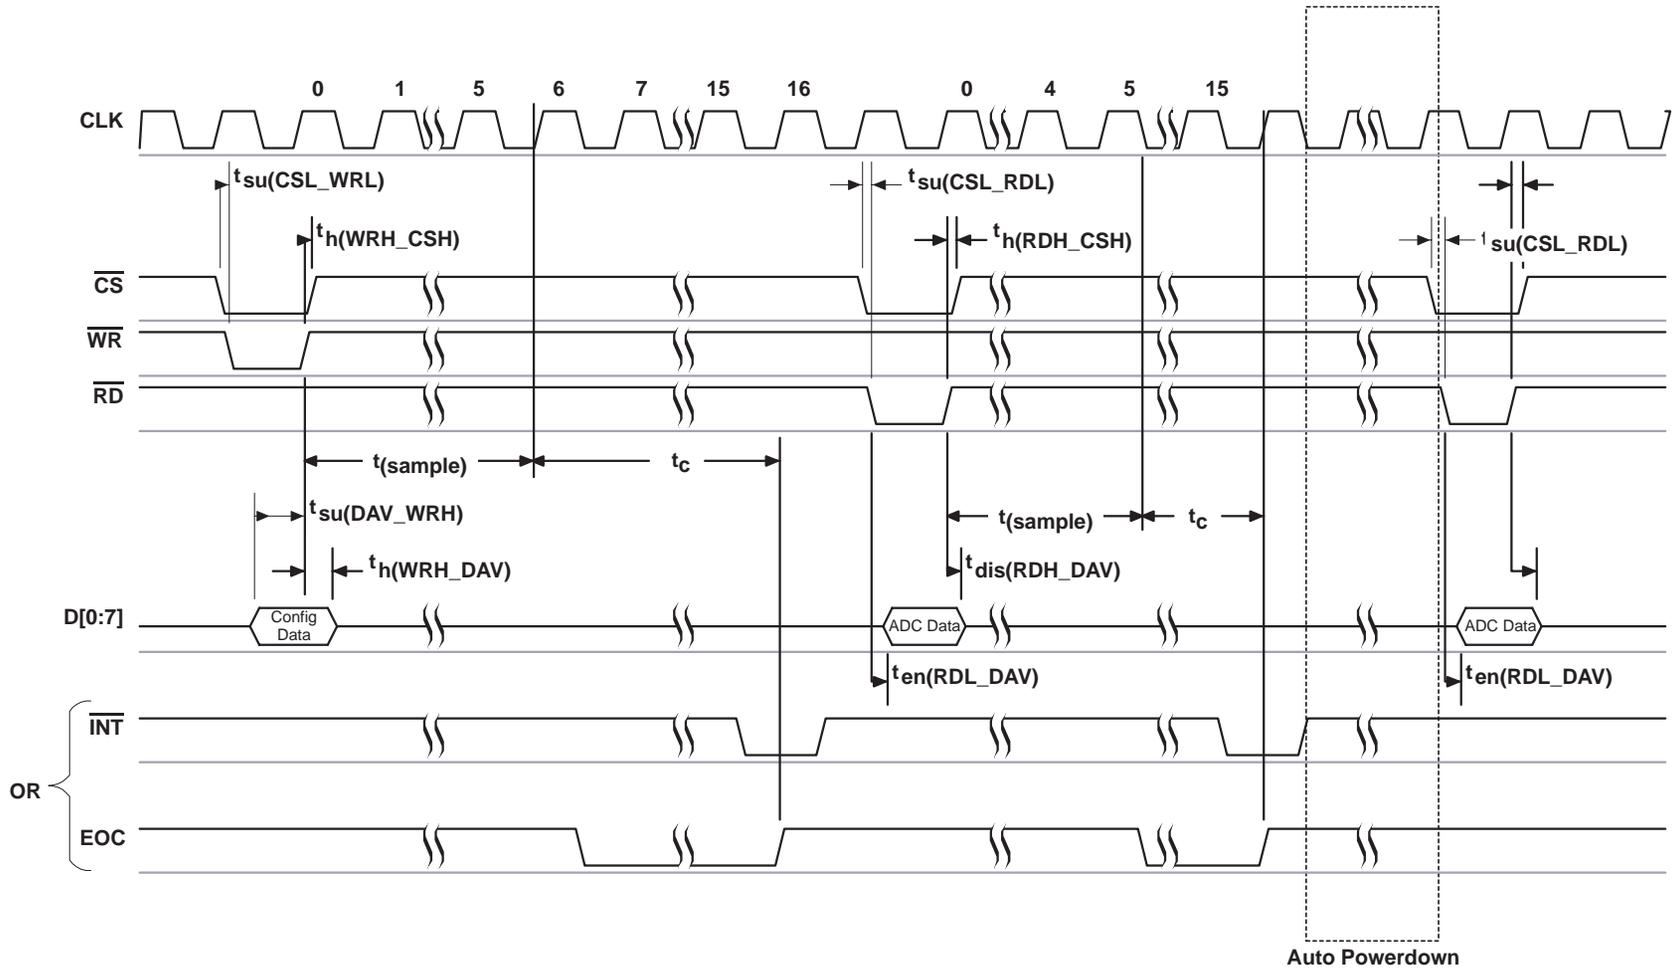 0 1 5 6 7 15 16 0 4 5 15
CLK
tsu(CSL_WRL)
tsu(CSL_RDL)
th(WRH_CSH)
th(RDH_CSH)
tsu(CSL_RDL)
CS
WR
RD
t(sample)
tc
tsu(DAV_WRH)
t(sample)
tc
th(WRH_DAV)
tdis(RDH_DAV)
D[0:7]
Config
Data
ADC Data
ADC Data
ten(RDL_DAV)
ten(RDL_DAV)
INT
OR
EOC
Auto Powerdown